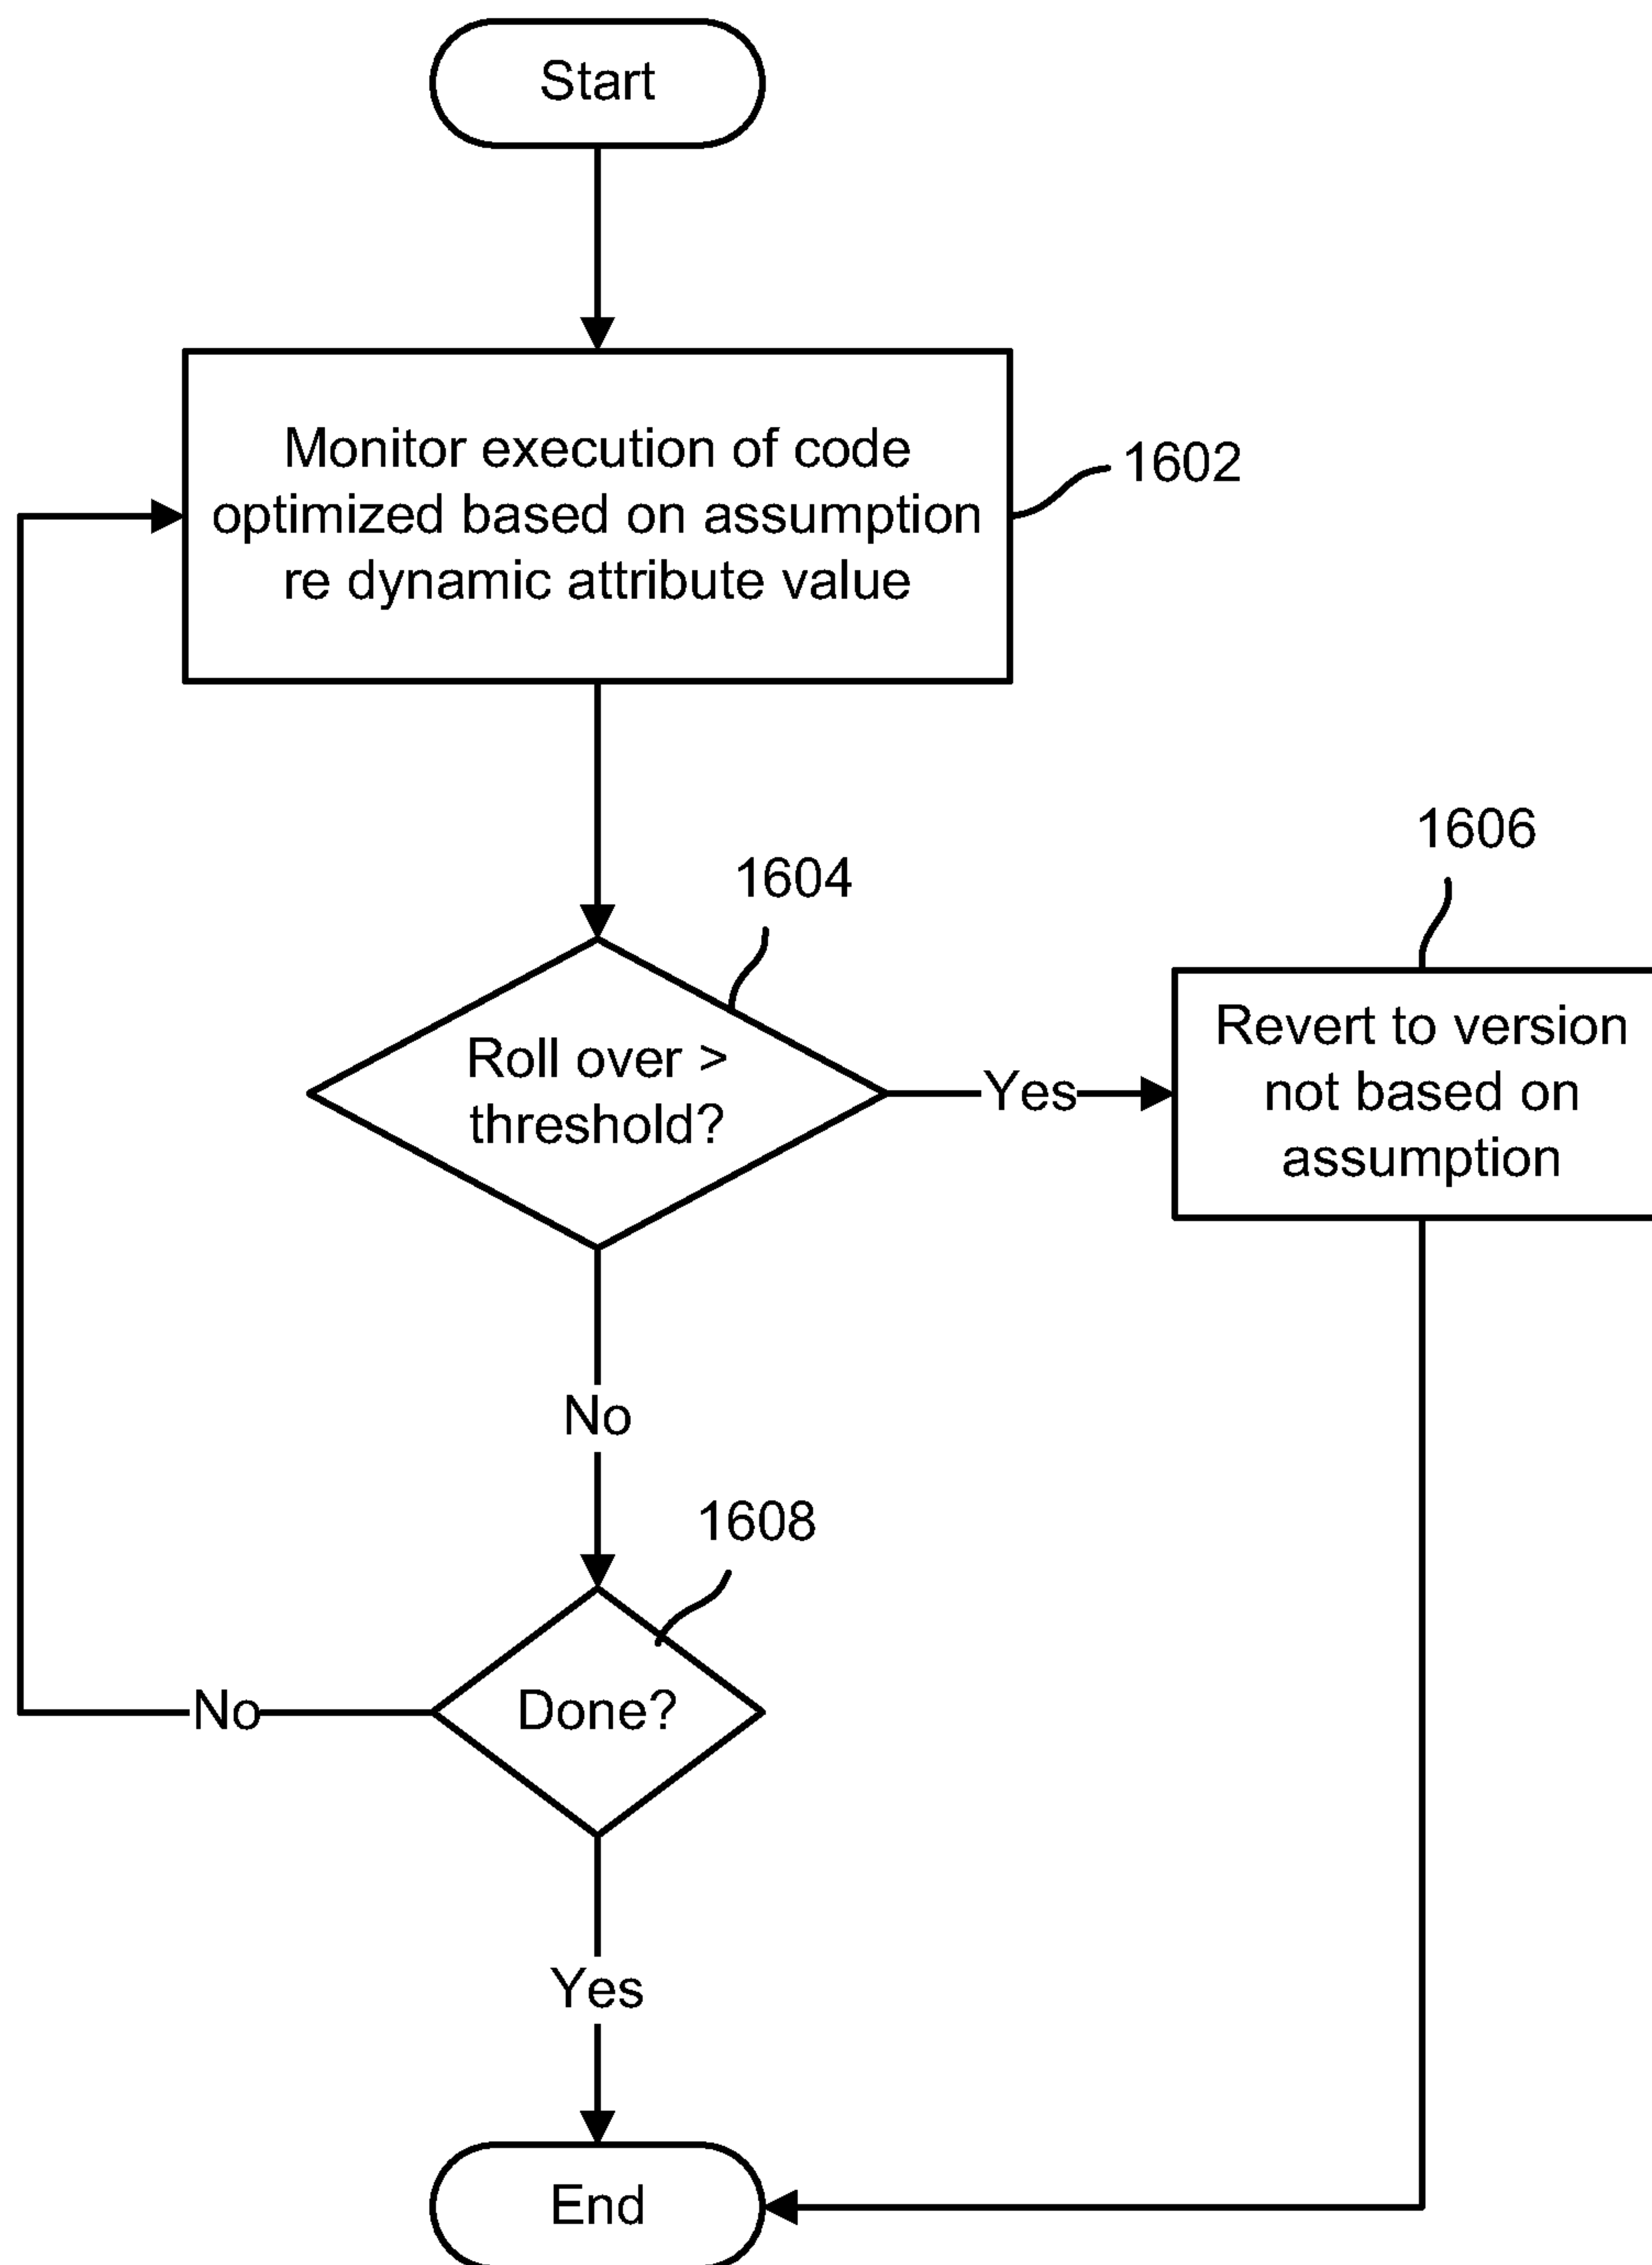 Start
Monitor execution of code
optimized based on assumption
re dynamic attribute value
1602
1604
Roll over >
threshold?
Yes
1606
Revert to version
not based on
assumption
No
1608
Done?
No
Yes
End